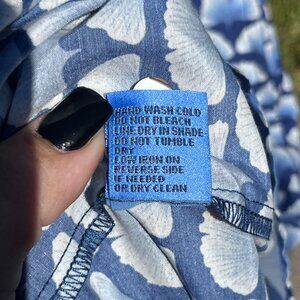 HAND WASH COLD
DO NOT BLEACH
LINE DRY IN SHADE
DO NOT TUMBLE
DRY
LOW IRON ON
REVERSE SIDE
IF NEEDED
OR DRY CLEAN